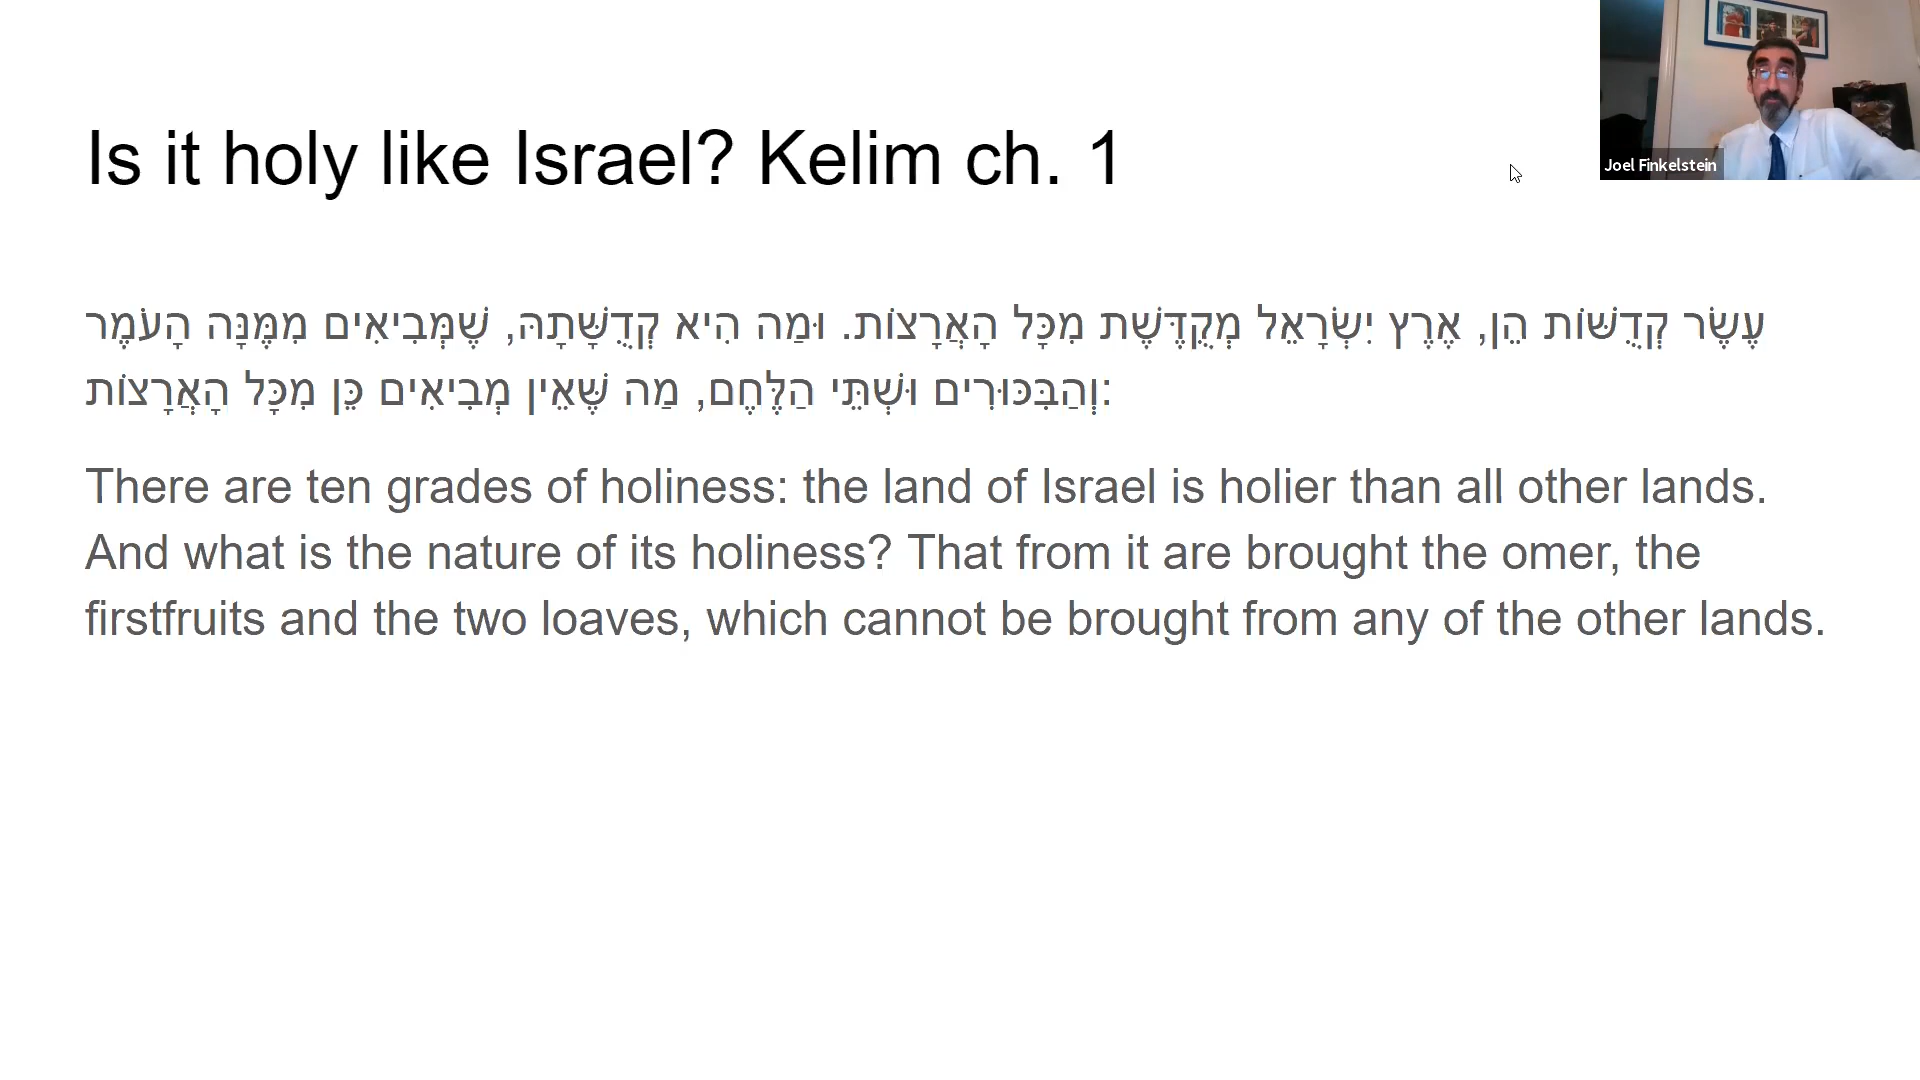 Is it holy like Israel? Kelim ch. 1
Joel Finkelstein
עֶשֶׂר קְדֻשּׁוֹת הֵן, אֶרֶץ יִשְׂרָאֵל מְקֻדֶּשֶׁת מִכָּל הָאֲרָצוֹת. וּמַה הִיא קְדֻשָּׁתָהּ, שֶׁמְּבִיאִים מִמֶּנָּה הָעֹמֶר
וְהַבִּכּוּרִים וּשְׁתֵּי הַלֶּחֶם, מַה שֶּׁאֵין מְבִיאִים כֵּן מִכָּל הָאֲרָצוֹת:
There are ten grades of holiness: the land of Israel is holier than all other lands.
And what is the nature of its holiness? That from it are brought the omer, the
firstfruits and the two loaves, which cannot be brought from any of the other lands.